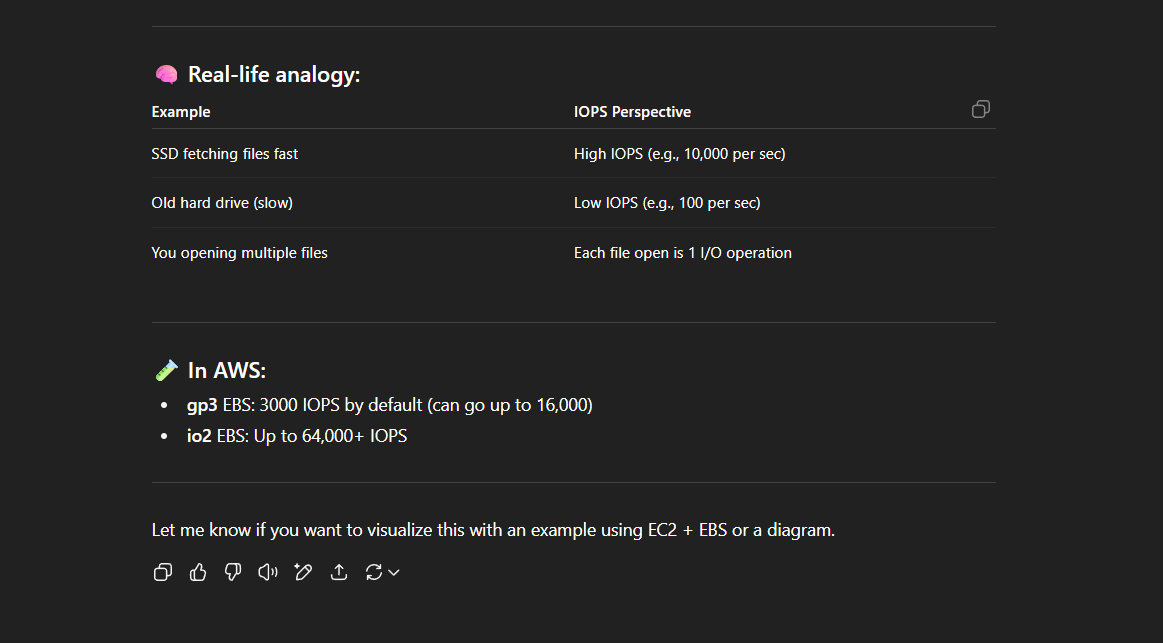 🧠 Real-life analogy:
Example IOPS Perspective
SSD fetching files fast High IOPS (e.g., 10,000 per sec)
Old hard drive (slow) Low IOPS (e.g., 100 per sec)
You opening multiple files Each file open is 1 I/O operation
🧪 In AWS:
• gp3 EBS: 3000 IOPS by default (can go up to 16,000)
• io2 EBS: Up to 64,000+ IOPS
Let me know if you want to visualize this with an example using EC2 + EBS or a diagram.